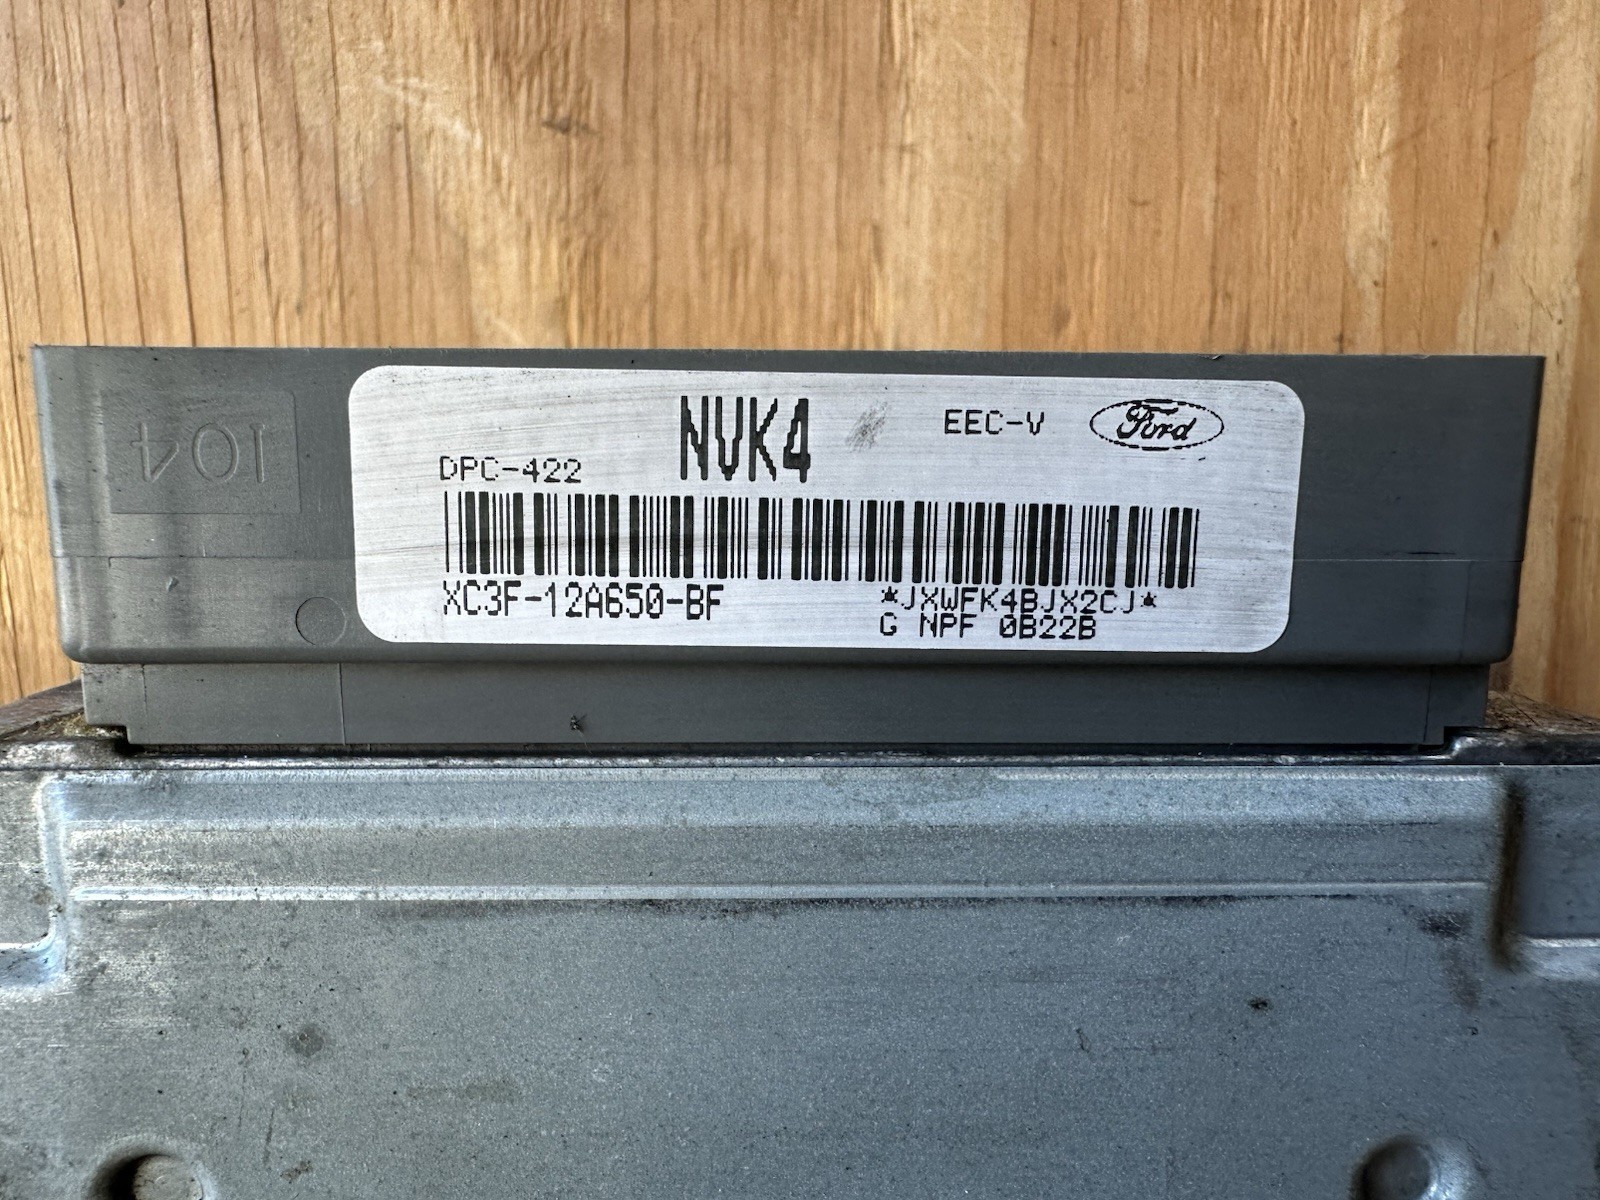 104
NVK4
EEC-V
Ford
DPC-422
XC3F-12A650-BF
*JXWFK4BJX2CJ*
G NPF 0B22B